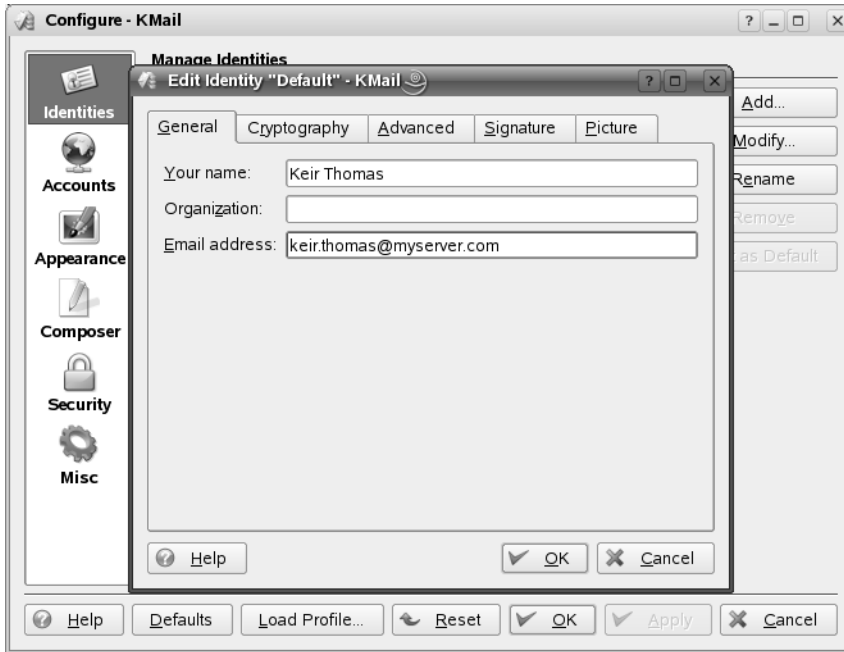 Configure - KMail
Manage Identities
Edit Identity "Default" - KMail
Identities
Accounts
Appearance
Composer
Security
Misc
General
Cryptography
Advanced
Signature
Picture
Your name:
Keir Thomas
Organization:
Email address:
keir.thomas@myserver.com
Help
OK
Cancel
Add...
Modify...
Rename
Remove
as Default
Help
Defaults
Load Profile...
Reset
OK
Apply
Cancel